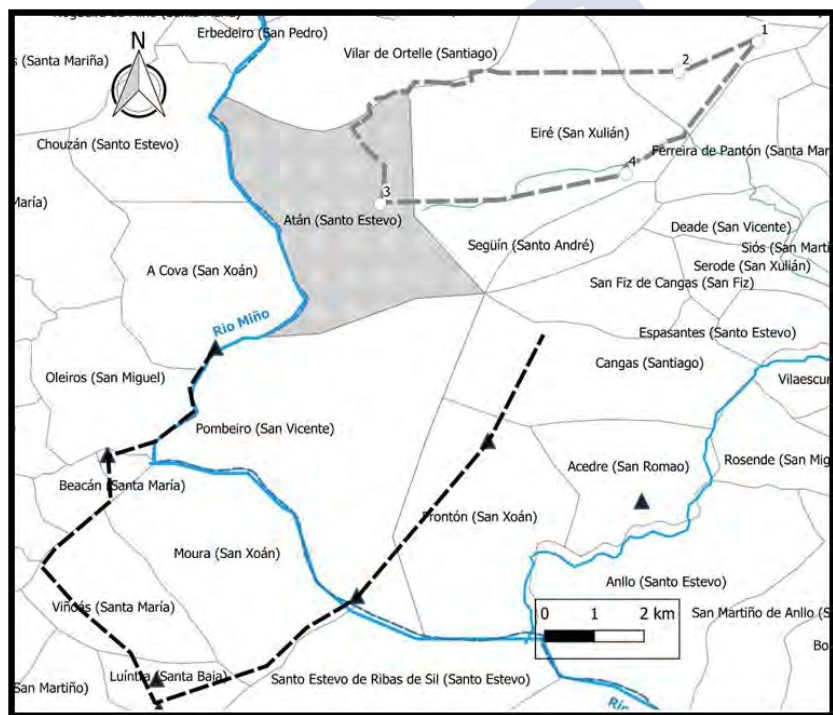 Erbedeiro (San Pedro)
N
Vilar de Ortelle (Santiago)
1
2
(Santa Mariña)
Chouzán (Santo Estevo)
Eiré (San Xulián)
Ferreira de Pantón (Santa Mar
4
María)
3
Atán (Santo Estevo)
Deade (San Vicente)
Següín (Santo André)
Siós (San Marti
Serode (San Xulián)
A Cova (San Xoán)
San Fiz de Cangas (San Fiz)
Rio Miño
Espasantes (Santo Estevo)
Cangas (Santiago)
Oleiros (San Miguel)
Vilaescur
Pombeiro (San Vicente)
Acedre (San Romao)
Rosende (San Mig
Beacán (Santa María)
Frontón (San Xoán)
Moura (San Xoán)
Anllo (Santo Estevo)
Viñoás (Santa María)
0 1 2 km
San Martiño de Anllo (S
Bo
Luíntra (Santa Baja)
Santo Estevo de Ribas de Sil (Santo Estevo)
San Martiño)
Río